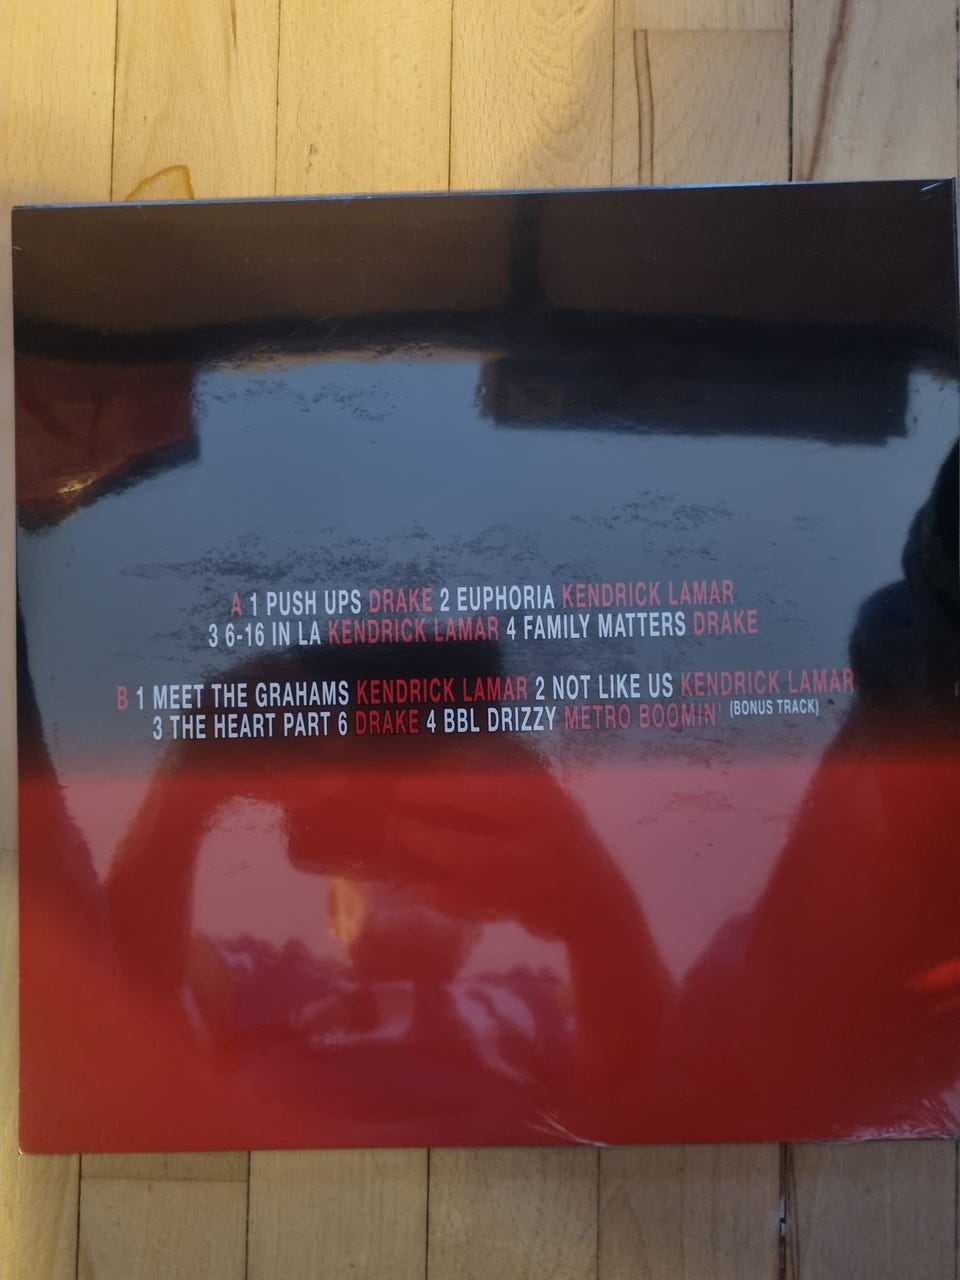 A 1 PUSH UPS DRAKE 2 EUPHORIA KENDRICK LAMAR
3 6-16 IN LA KENDRICK LAMAR 4 FAMILY MATTERS DRAKE
B 1 MEET THE GRAHAMS KENDRICK LAMAR 2 NOT LIKE US KENDRICK LAMAR
3 THE HEART PART 6 DRAKE 4 BBL DRIZZY METRO BOOMIN' (BONUS TRACK)